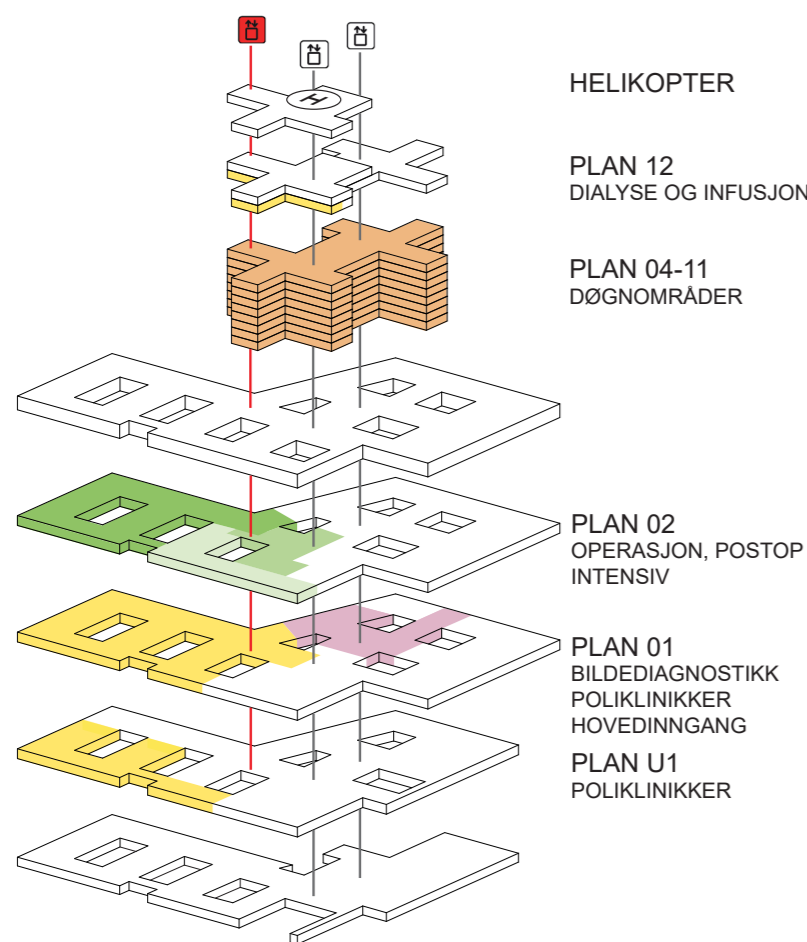 H
HELIKOPTER
PLAN 12
DIALYSE OG INFUSJON
PLAN 04-11
DØGNOMRÅDER
PLAN 02
OPERASJON, POSTOP
INTENSIV
PLAN 01
BILDEDIAGNOSTIKK
POLIKLINIKKER
HOVEDINNGANG
PLAN U1
POLIKLINIKKER